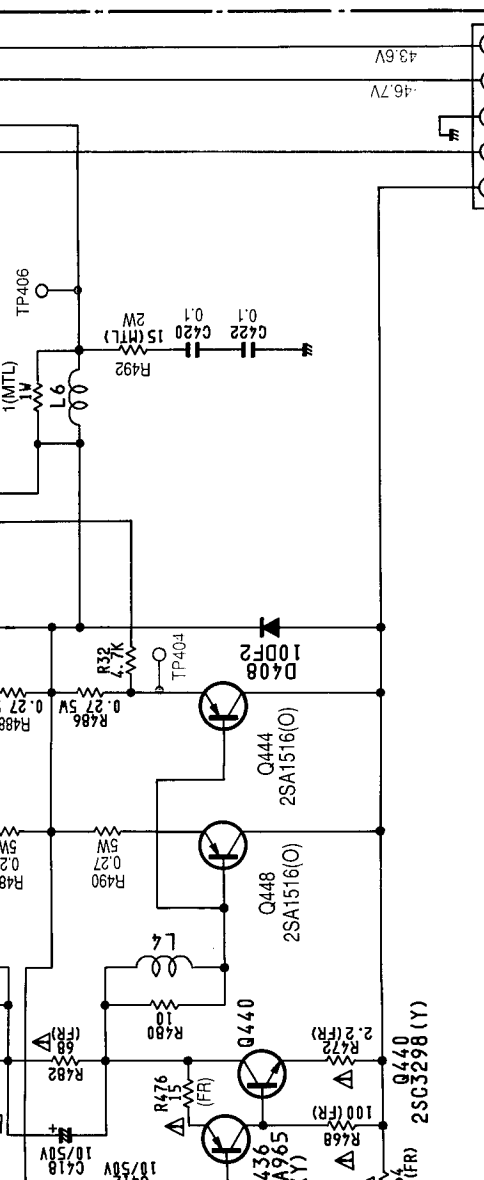 43.6V
-46.7V
TP406
0.1
0.1
2W
15(MTL)
C420
C422
R492
1(MTL)
1W
L6
R32
4.7K
TP404
10DF2
D408
0.27 5W
R488
0.27 5W
R486
Q444
2SA1516(O)
5W
5W
0.27
R490
Q448
2SA1516(O)
L4
10
R480
Q440
(FR)
68
R482
2.2(FR)
R472
Q440
2SC3298(Y)
R476
15
(FR)
100(FR)
R468
+
C418
10/50V
10/50V
436
A965
(Y)
(FR)